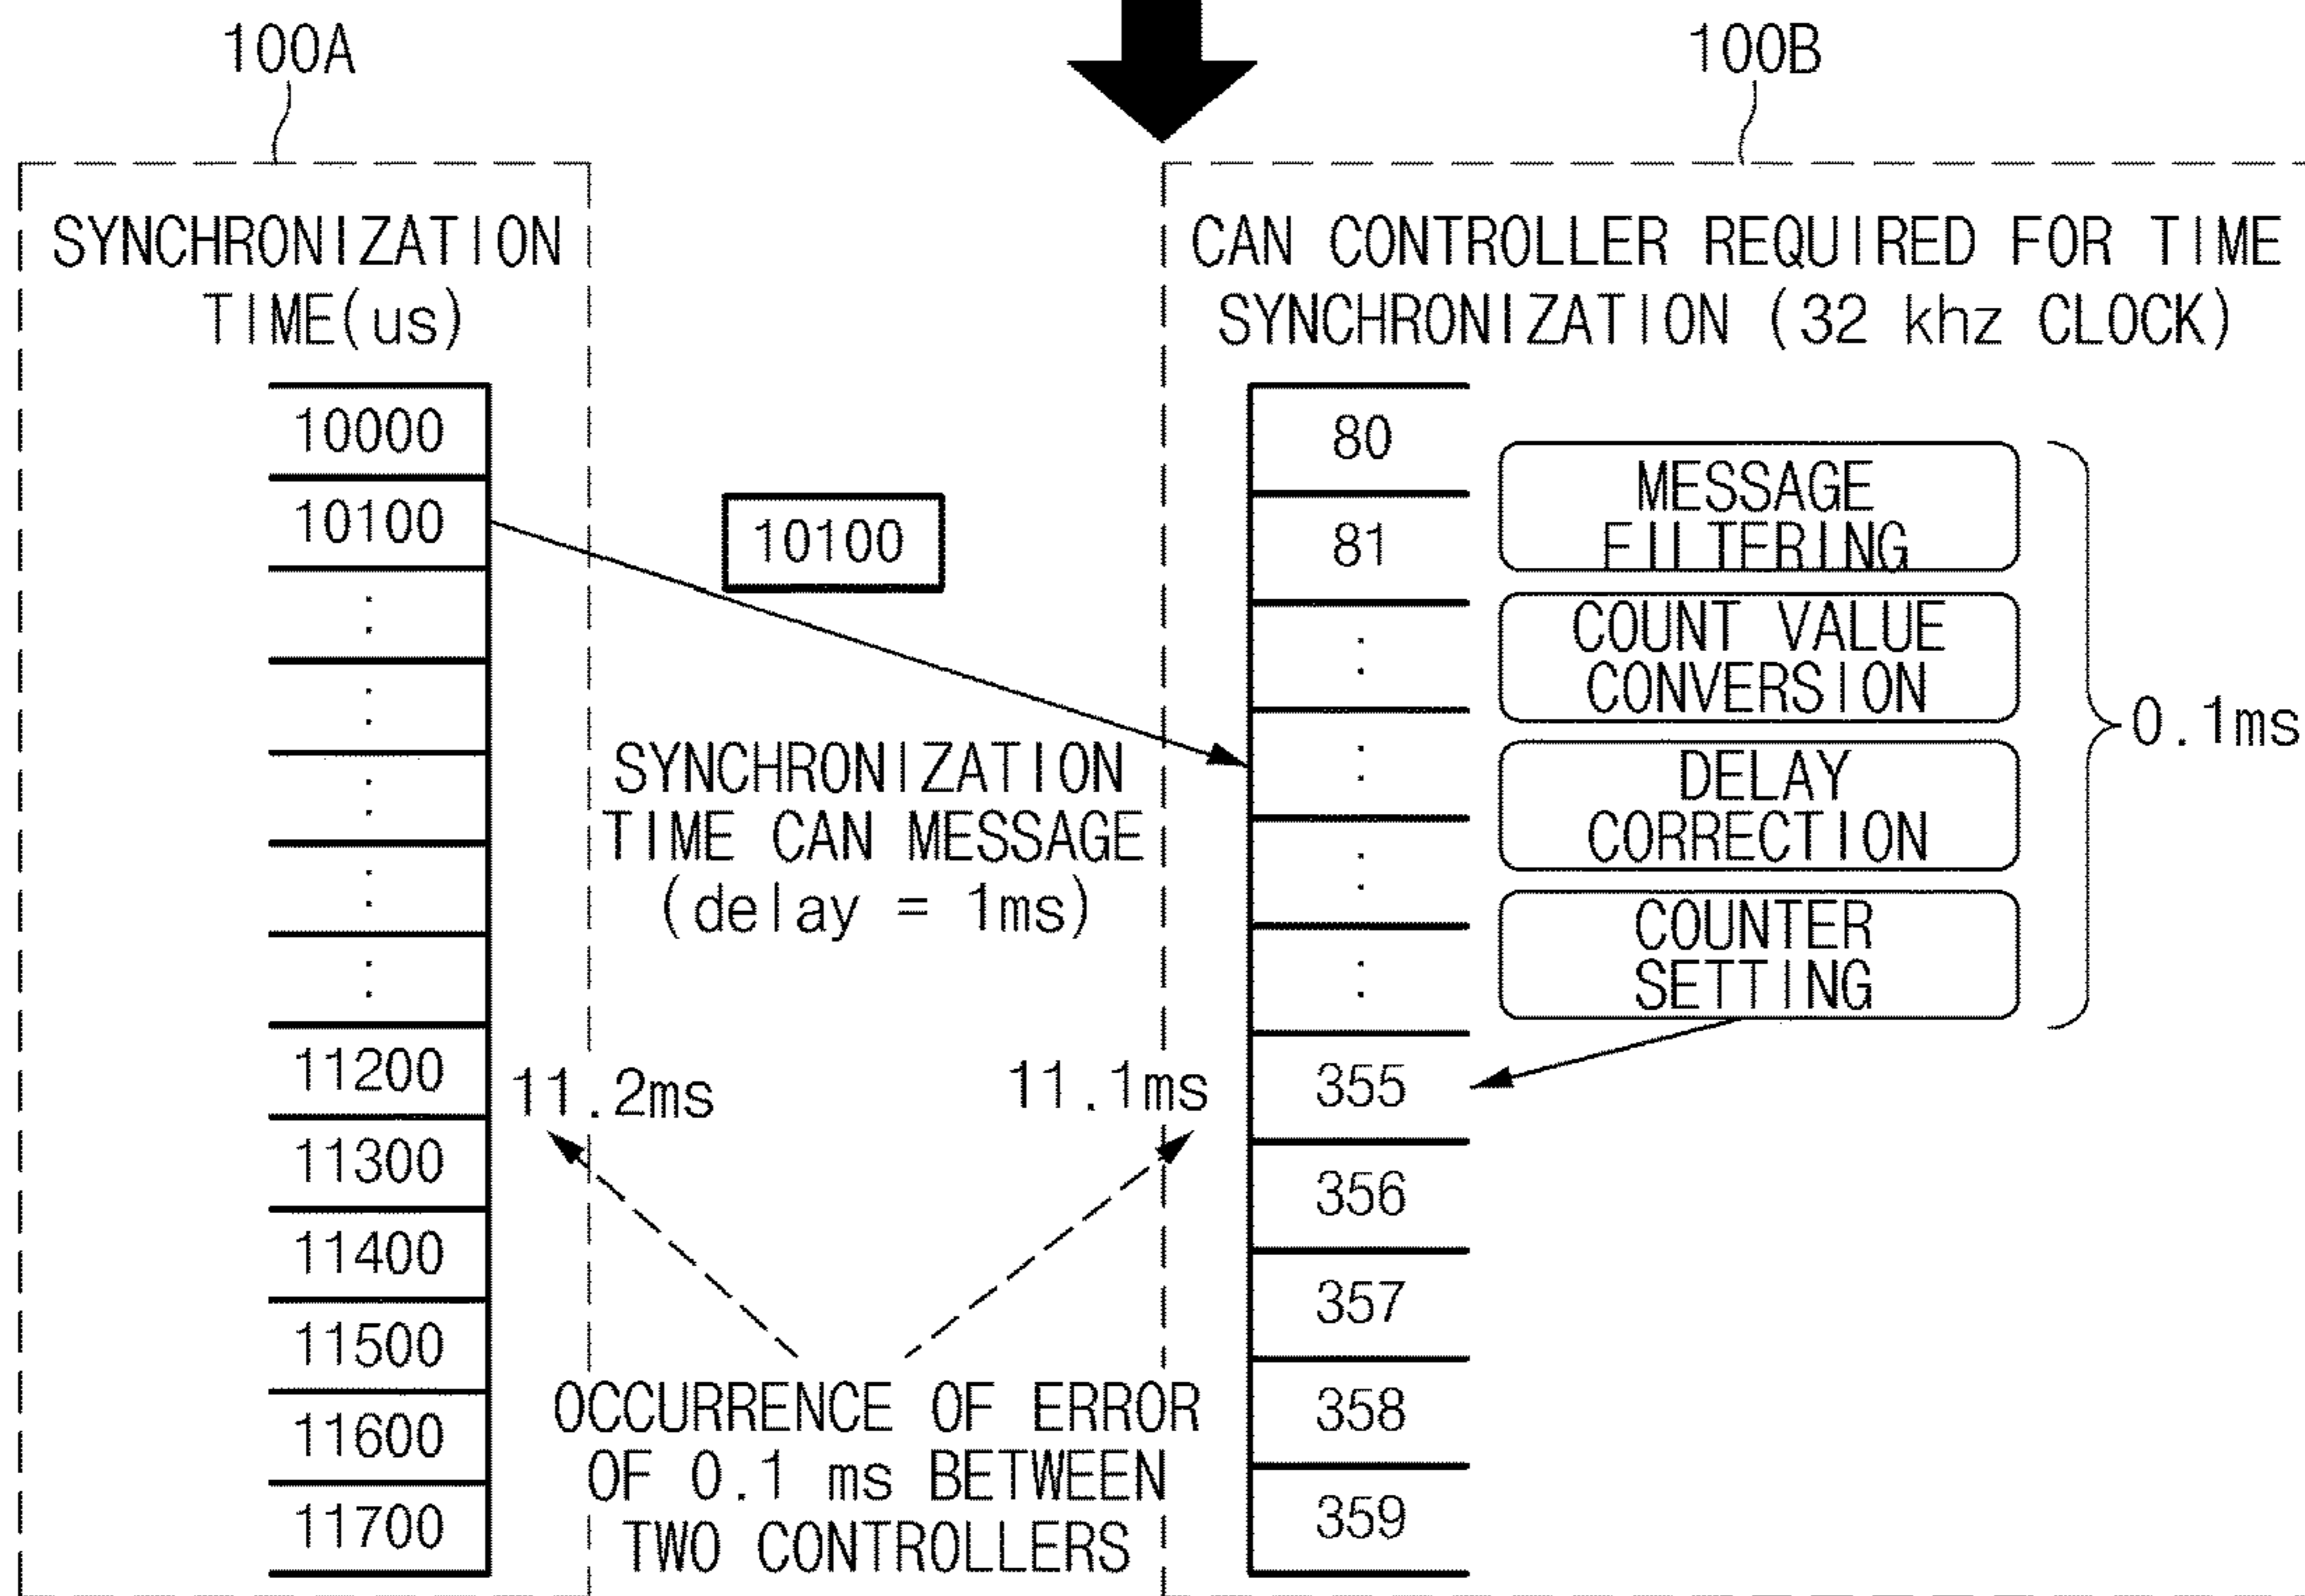 100A
100B
SYNCHRONIZATION
TIME(us)
10000
10100
:
:
:
:
:
11200
11300
11400
11500
11600
11700
10100
SYNCHRONIZATION
TIME CAN MESSAGE
(delay = 1ms)
11.2ms
11.1ms
OCCURRENCE OF ERROR
OF 0.1 ms BETWEEN
TWO CONTROLLERS
CAN CONTROLLER REQUIRED FOR TIME
SYNCHRONIZATION (32 khz CLOCK)
80
81
:
:
:
:
355
356
357
358
359
MESSAGE
FILTERING
COUNT VALUE
CONVERSION
DELAY
CORRECTION
COUNTER
SETTING
0.1ms